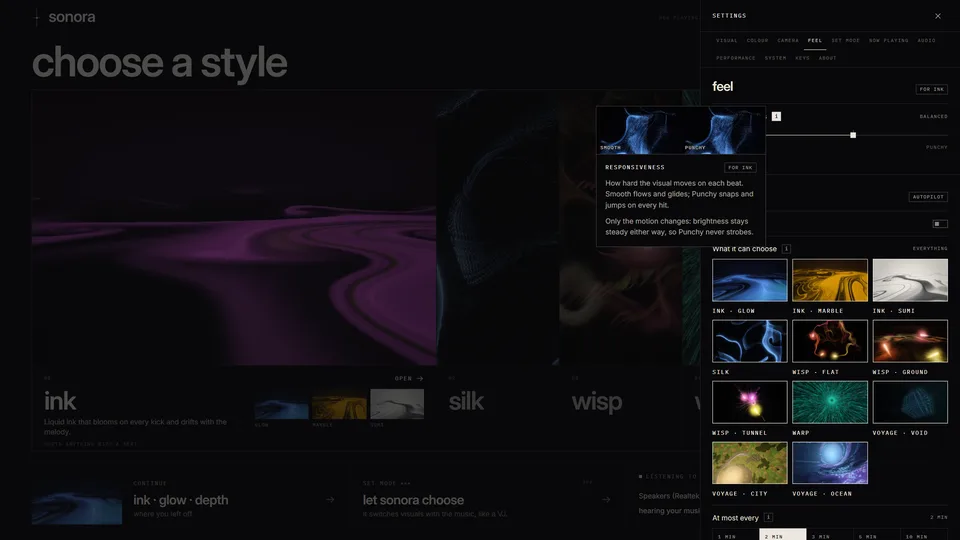 sonora
choose a style
SETTINGS
VISUAL COLOUR CAMERA FEEL SET MODE NOW PLAYING AUDIO
PERFORMANCE SYSTEM KEYS ABOUT
feel
FOR INK
i
BALANCED
PUNCHY
SMOOTH
PUNCHY
RESPONSIVENESS
FOR INK
How hard the visual moves on each beat.
Smooth flows and glides; Punchy snaps and
jumps on every hit.
Only the motion changes: brightness stays
steady either way, so Punchy never strobes.
AUTOPILOT
What it can choose i
EVERYTHING
INK · GLOW INK · MARBLE INK · SUMI
SILK WISP · FLAT WISP · GROUND
WISP · TUNNEL WARP VOYAGE · VOID
VOYAGE · CITY VOYAGE · OCEAN
At most every i
2 MIN
1 MIN 2 MIN 3 MIN 5 MIN 10 MIN
OPEN →
ink
Liquid ink that blooms on every kick and drifts with the
melody.
GLOW MARBLE SUMI
silk
wisp
CONTINUE
ink · glow · depth
where you left off
SET MODE
let sonora choose
it switches visuals with the music, like a VJ.
LISTENING TO
Speakers (Realtek
hearing your musi